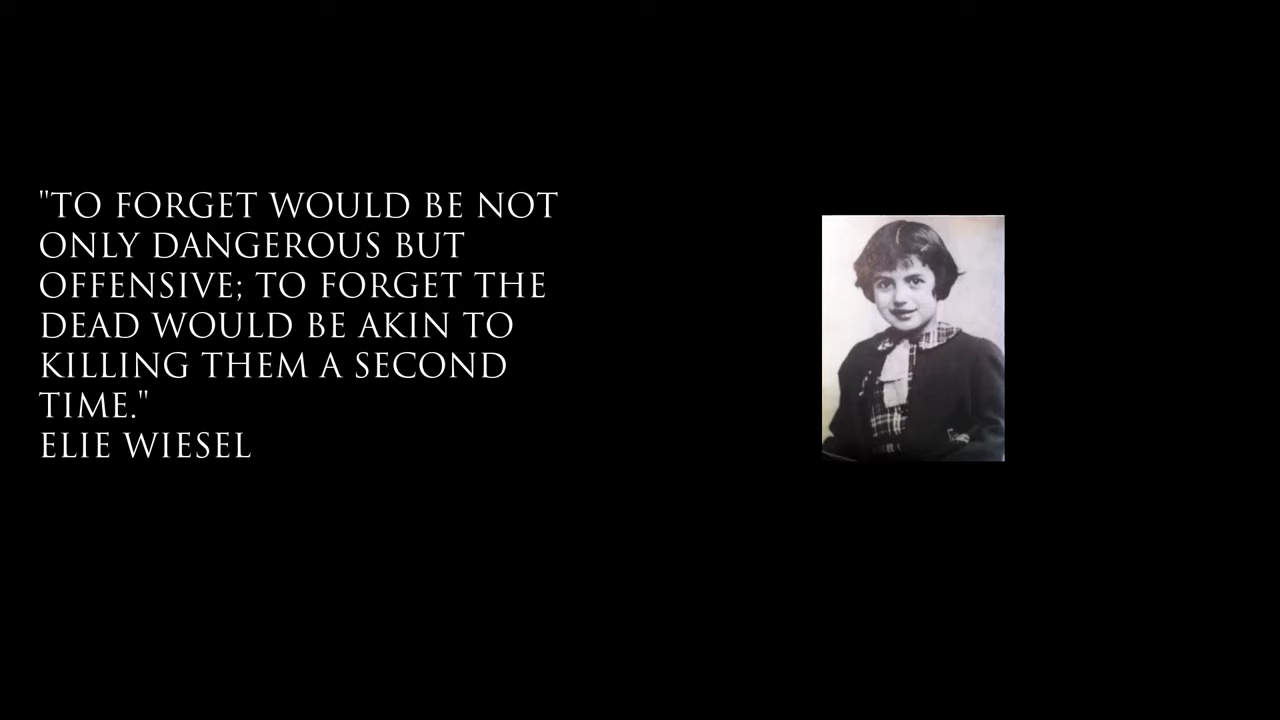 "TO FORGET WOULD BE NOT
ONLY DANGEROUS BUT
OFFENSIVE; TO FORGET THE
DEAD WOULD BE AKIN TO
KILLING THEM A SECOND
TIME."
ELIE WIESEL